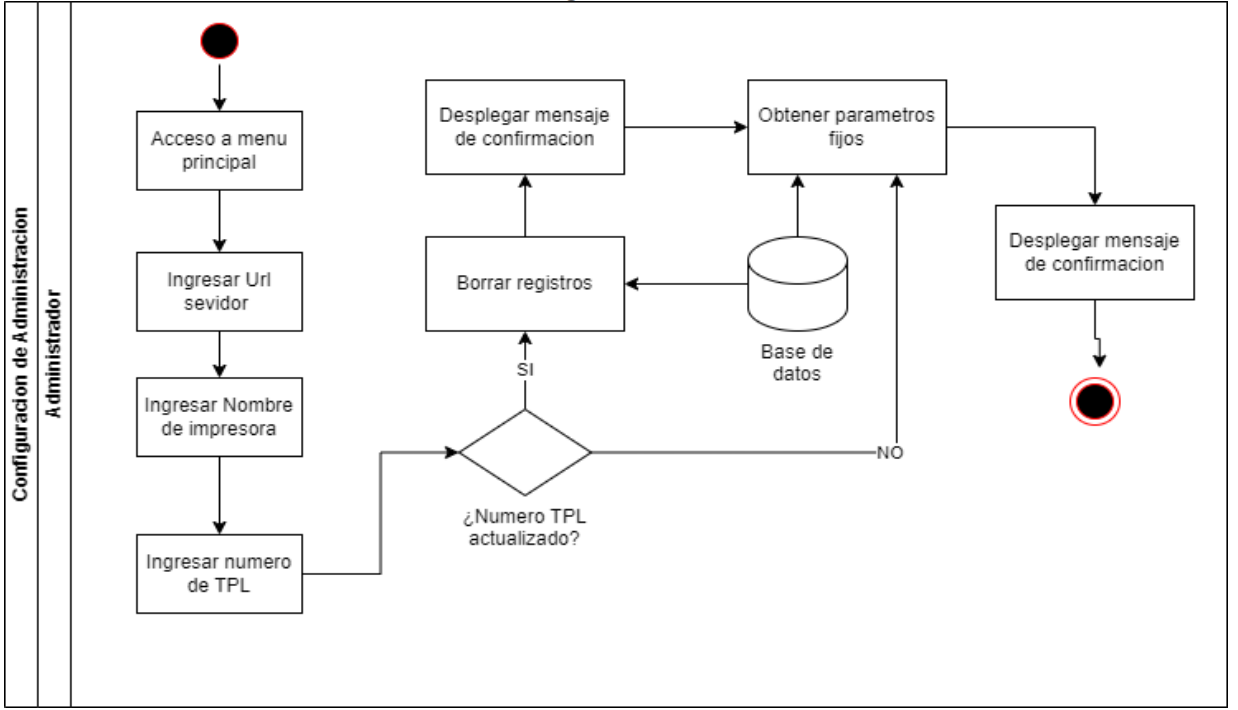 Configuracion de Administracion
Administrador
Acceso a menu
principal
Ingresar Url
sevidor
Ingresar Nombre
de impresora
Ingresar numero
de TPL
¿Numero TPL
actualizado?
SI
NO
Borrar registros
Desplegar mensaje
de confirmacion
Base de
datos
Obtener parametros
fijos
Desplegar mensaje
de confirmacion